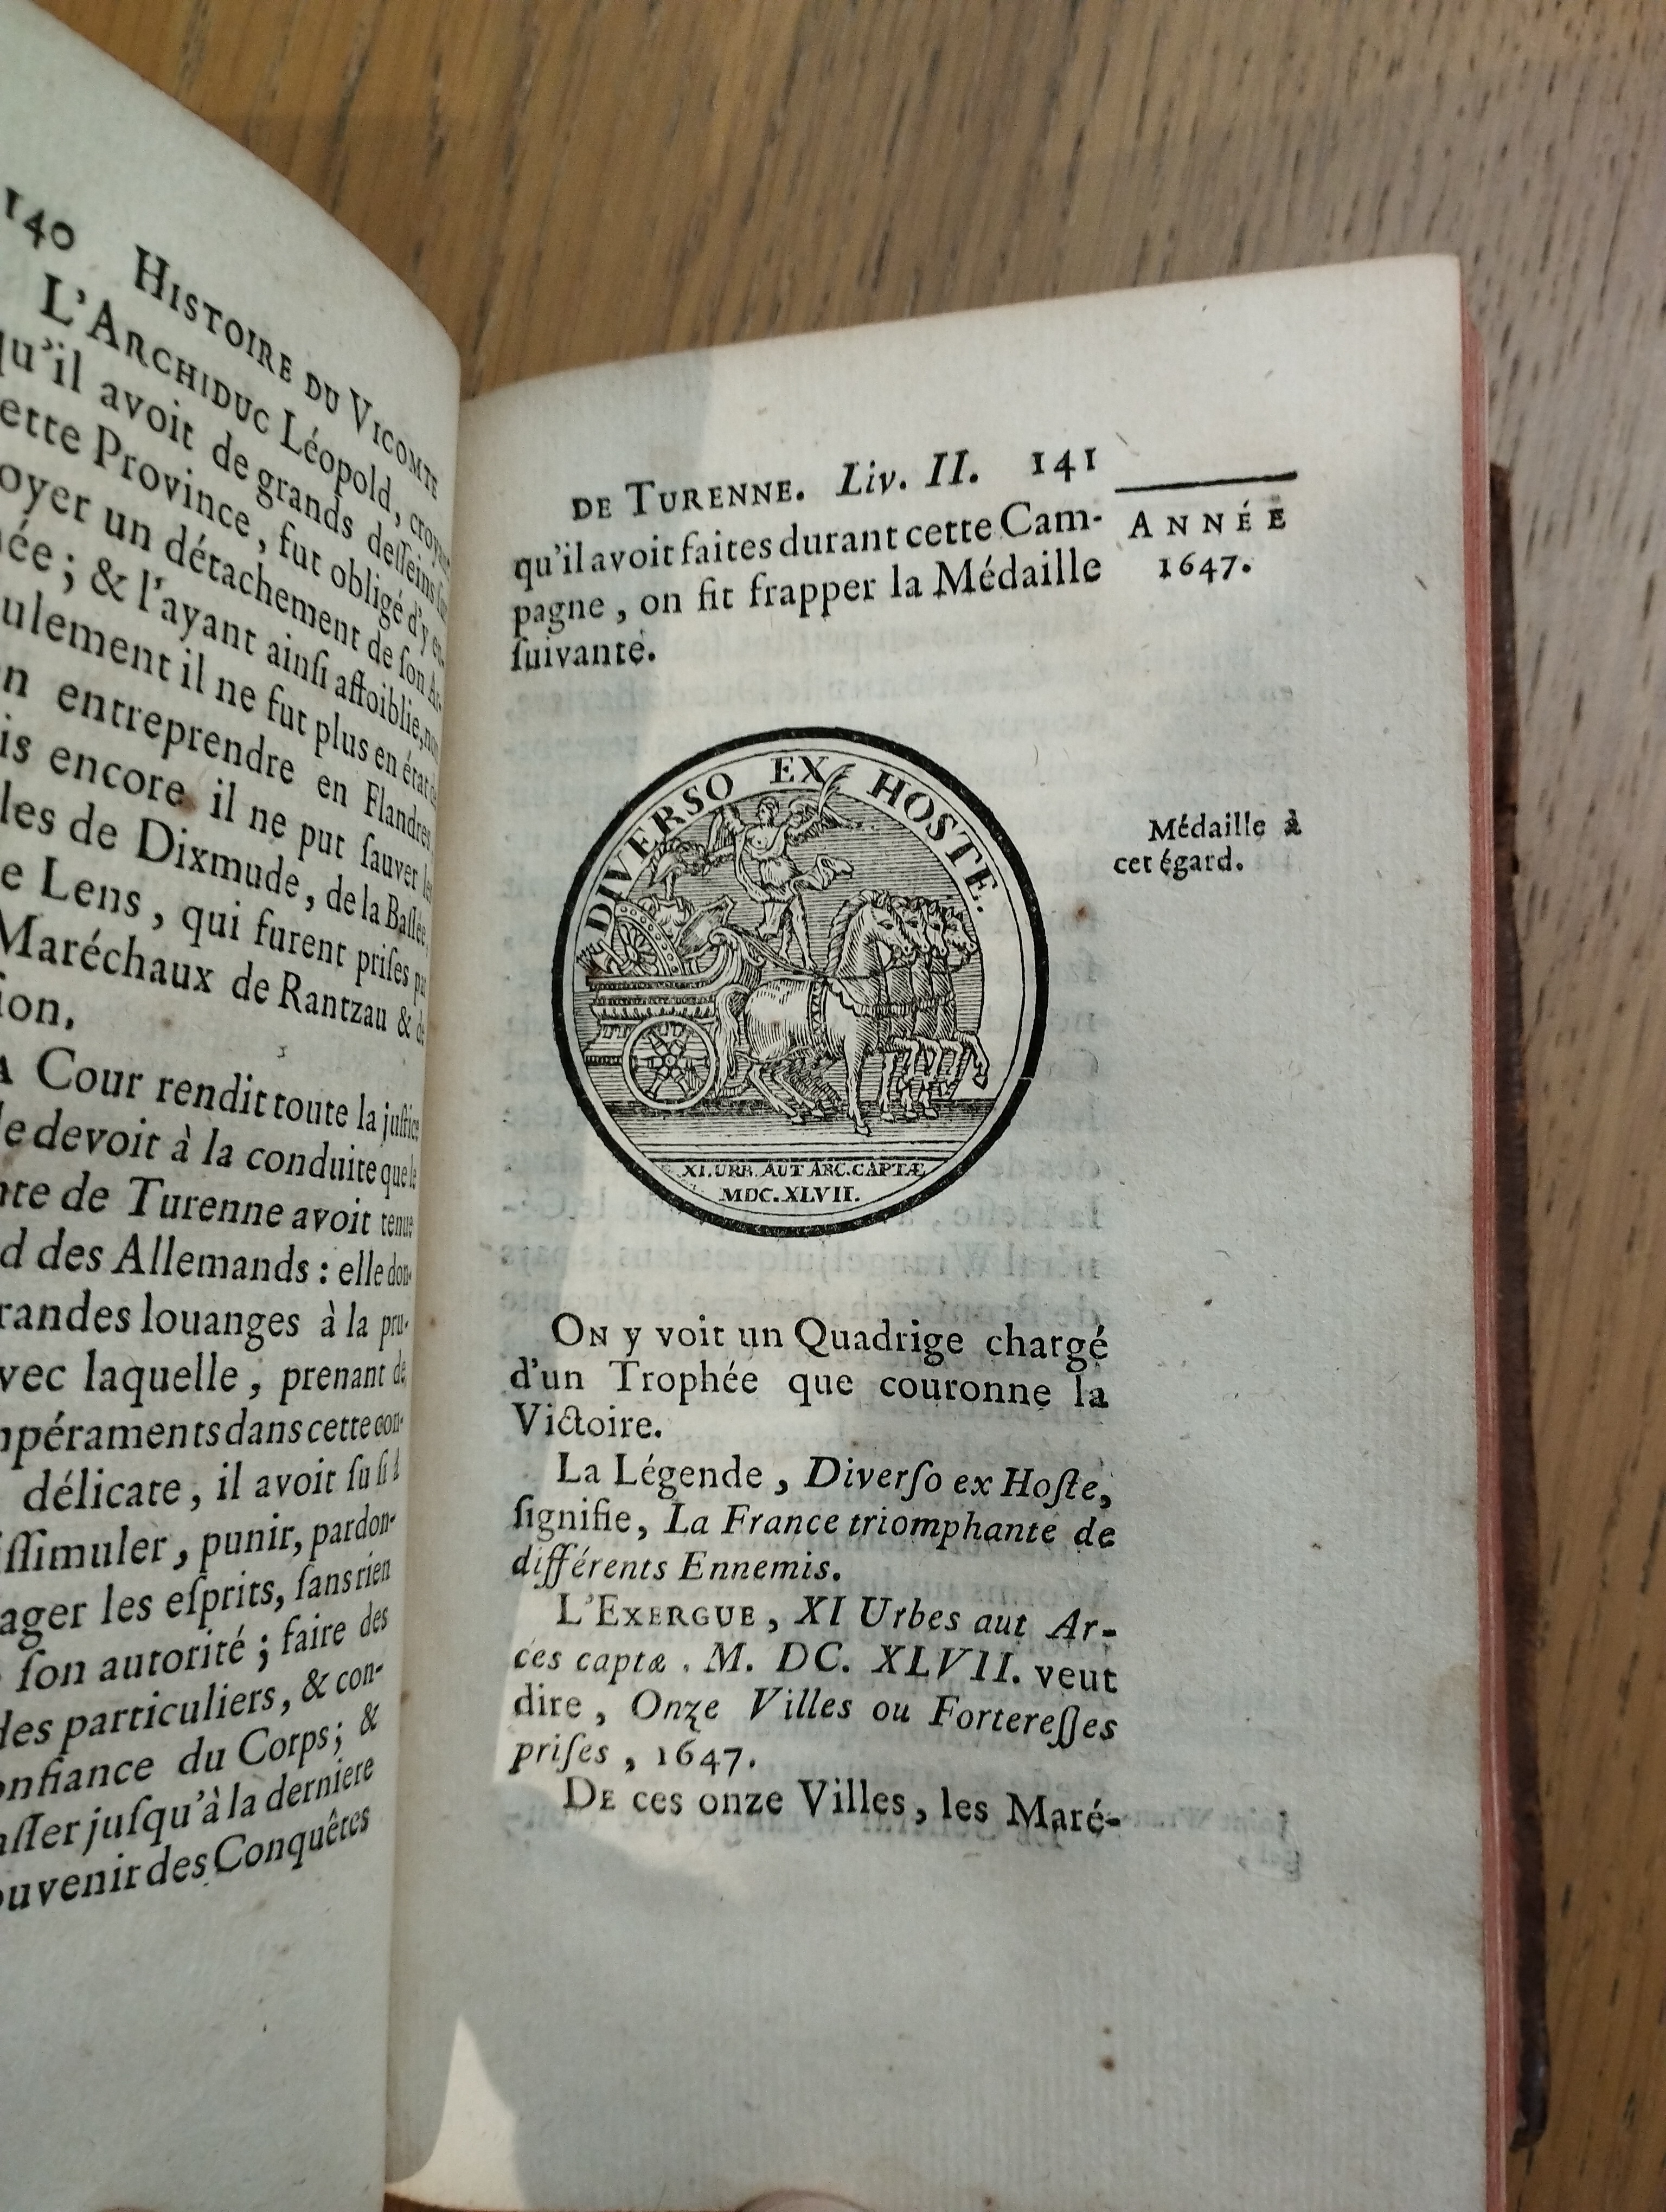 140 HISTOIRE DU VICOMTE
L'ARCHIDUC Léopold, croyant
qu'il avoit de grands desseins sur
ette Province, fut obligé d'y en-
oyer un détachement de son Ar-
ée; & l'ayant ainsi affoiblie, non
ulement il ne fut plus en état
n entreprendre en Flandres
is encore il ne put sauver les
les de Dixmude, de la Bassée,
e Lens, qui furent prises par
Maréchaux de Rantzau & de
ion.
A Cour rendit toute la justice
le devoit à la conduite que le
nte de Turenne avoit tenue
d des Allemands: elle don-
randes louanges à la pru-
vec laquelle, prenant de
mpéraments dans cette con-
délicate, il avoit su si
issimuler, punir, pardon-
ager les esprits, sans rien
son autorité; faire des
des particuliers, & con-
onfiance du Corps; &
asser jusqu'à la derniere
ouvenir des Conquêtes
DE TURENNE. Liv. II. 141
qu'il avoit faites durant cette Cam-
pagne, on fit frapper la Médaille
suivante.
ANNÉE
1647.
DIVERSO EX HOSTE.
XI. URB. AUT ARC. CAPTÆ
MDC. XLVII.
Médaille à
cet égard.
ON y voit un Quadrige chargé
d'un Trophée que couronne la
Victoire.
La Légende, Diverso ex Hoste,
signifie, La France triomphante de
différents Ennemis.
L'EXERGUE, XI Urbes aut Ar-
ces captæ. M. DC. XLVII. veut
dire, Onze Villes ou Forteresses
prises, 1647.
DE ces onze Villes, les Maré-